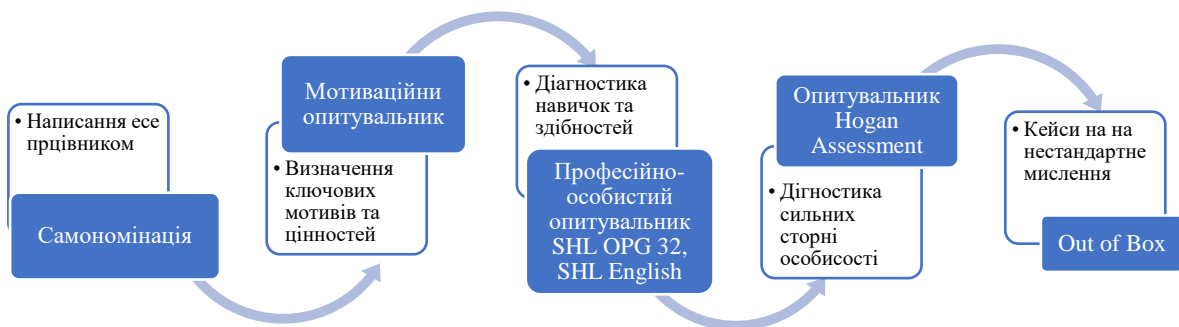 • Написання есе
прцівником
Самономінація
Мотиваційни
опитувальник
• Визначення
ключових
мотивів та
цінностей
• Діагностика
навичок та
здібностей
Професійно-
особистий
опитувальник
SHL OPG 32,
SHL English
Опитувальник
Hogan
Assessment
• Дігностика
сильних
сторні
особисості
• Кейси на на
нестандартне
мислення
Out of Box